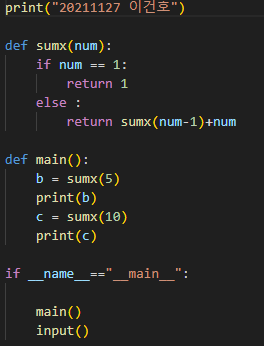 print("20211127 이건호")
def sumx(num):
    if num == 1:
        return 1
    else :
        return sumx(num-1)+num
def main():
    b = sumx(5)
    print(b)
    c = sumx(10)
    print(c)
if __name__=="__main__":
    main()
    input()